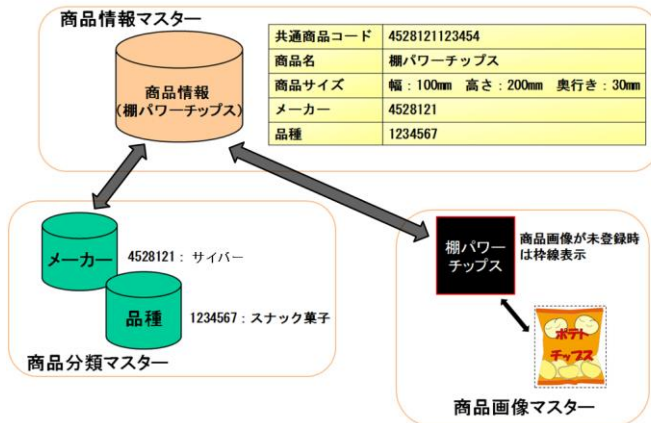 商品情報マスター
商品情報
(棚パワーチップス)
共通商品コード 4528121123454
商品名 棚パワーチップス
商品サイズ 幅:100mm 高さ:200mm 奥行き:30mm
メーカー 4528121
品種 1234567
メーカー 4528121: サイバー
品種 1234567:スナック菓子
商品分類マスター
棚パワー
チップス
商品画像が未登録時
は枠線表示
ポテト
チップス
商品画像マスター